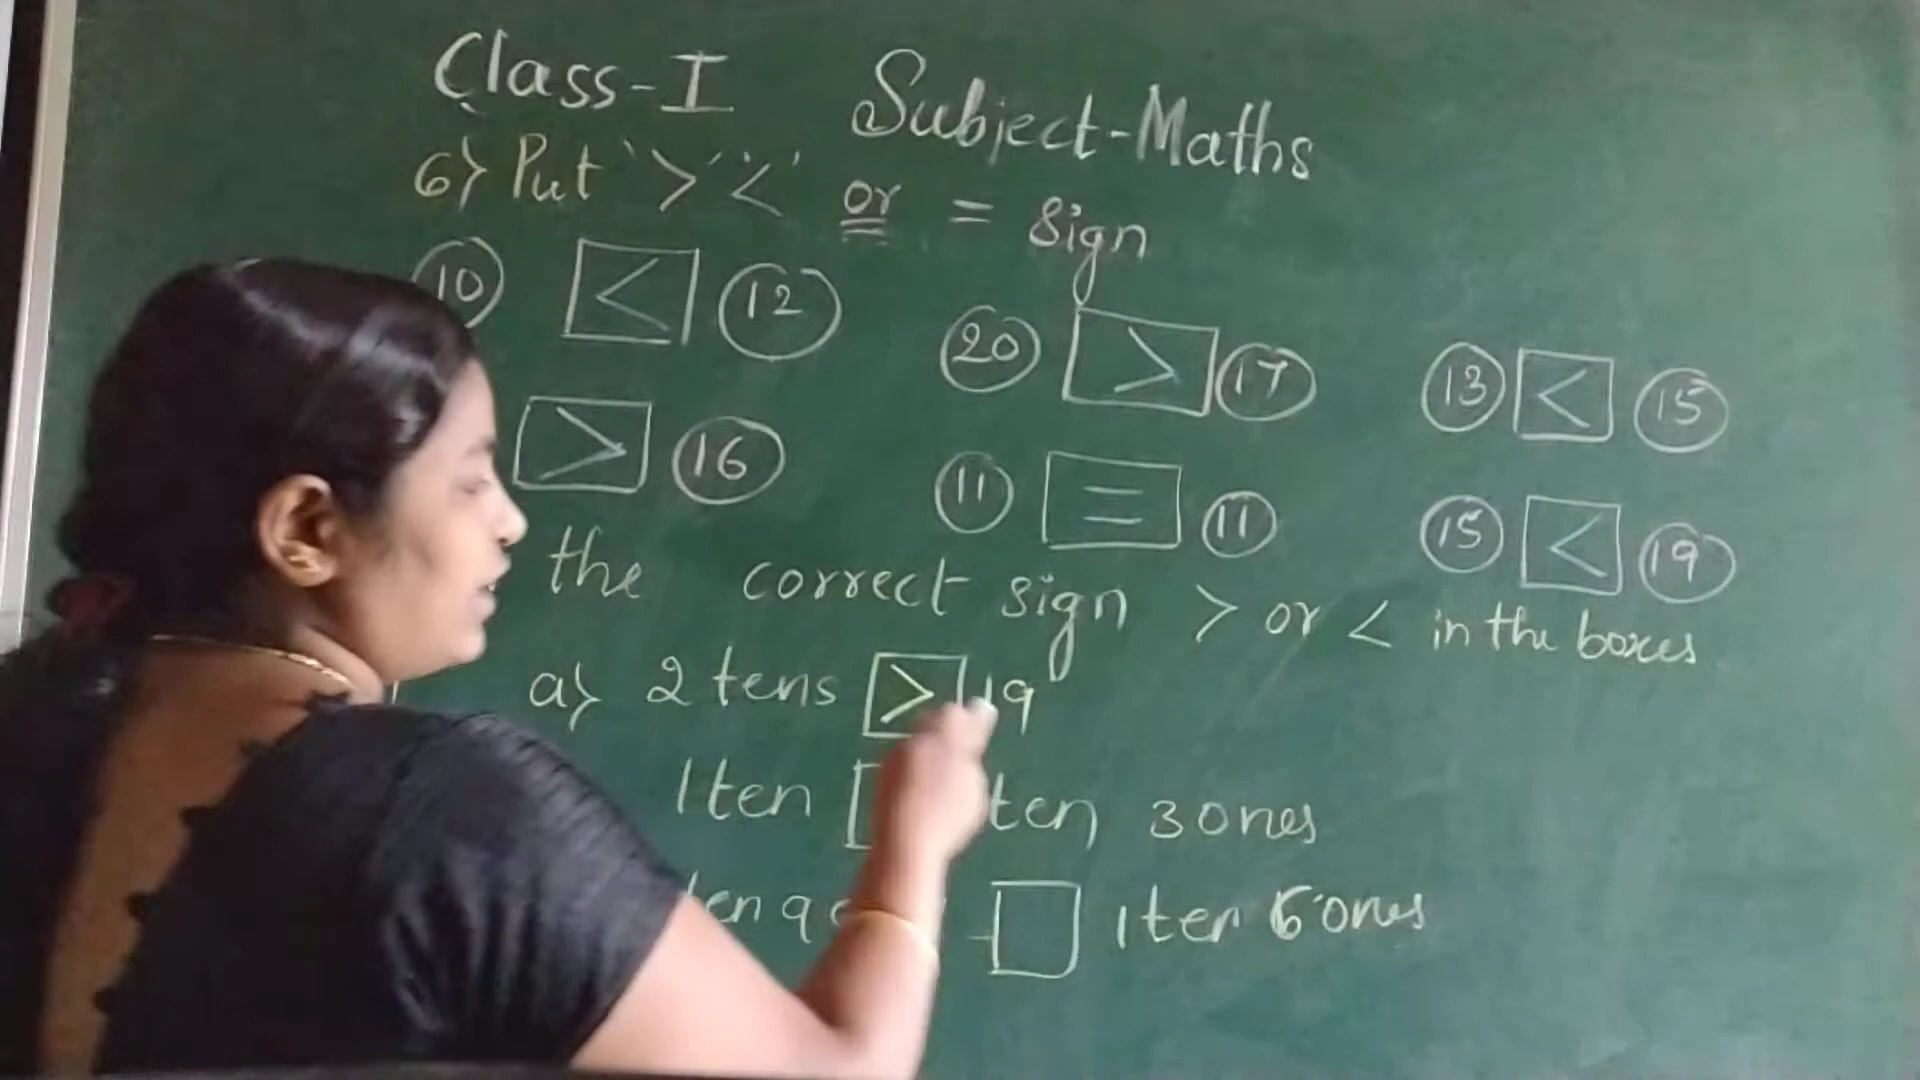 Class-I Subject-Maths
6) Put '>' '<' or = sign
10 < 12 20 > 17 13 < 15
> 16 11 = 11 15 < 19
the correct sign > or < in the boxes
a) 2 tens > 19
1 ten ten 3 ones
9 1 ten 6 ones